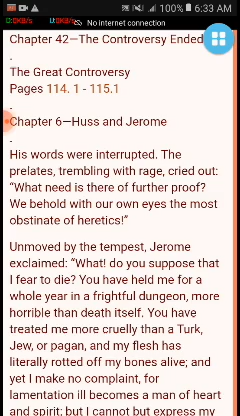 U:0KB/s D:0KB/s No internet connection 100% 6:33 AM
Chapter 42—The Controversy Ended
.
The Great Controversy
Pages 114. 1 - 115.1
.
Chapter 6—Huss and Jerome
.
His words were interrupted. The
prelates, trembling with rage, cried out:
“What need is there of further proof?
We behold with our own eyes the most
obstinate of heretics!”
Unmoved by the tempest, Jerome
exclaimed: “What! do you suppose that
I fear to die? You have held me for a
whole year in a frightful dungeon, more
horrible than death itself. You have
treated me more cruelly than a Turk,
Jew, or pagan, and my flesh has
literally rotted off my bones alive; and
yet I make no complaint, for
lamentation ill becomes a man of heart
and spirit; but I cannot but express my